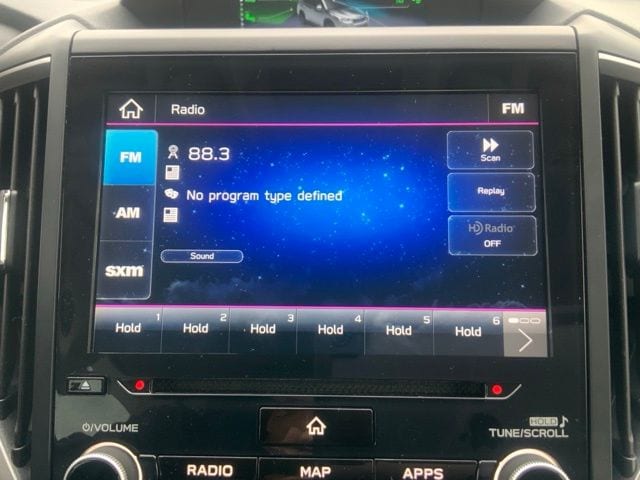 Radio FM
FM
88.3
Scan
No program type defined
Replay
AM
HD Radio
OFF
sxm
Sound
1 2 3 4 5 6
Hold Hold Hold Hold Hold Hold
/VOLUME
HOLD
TUNE/SCROLL
RADIO MAP APPS